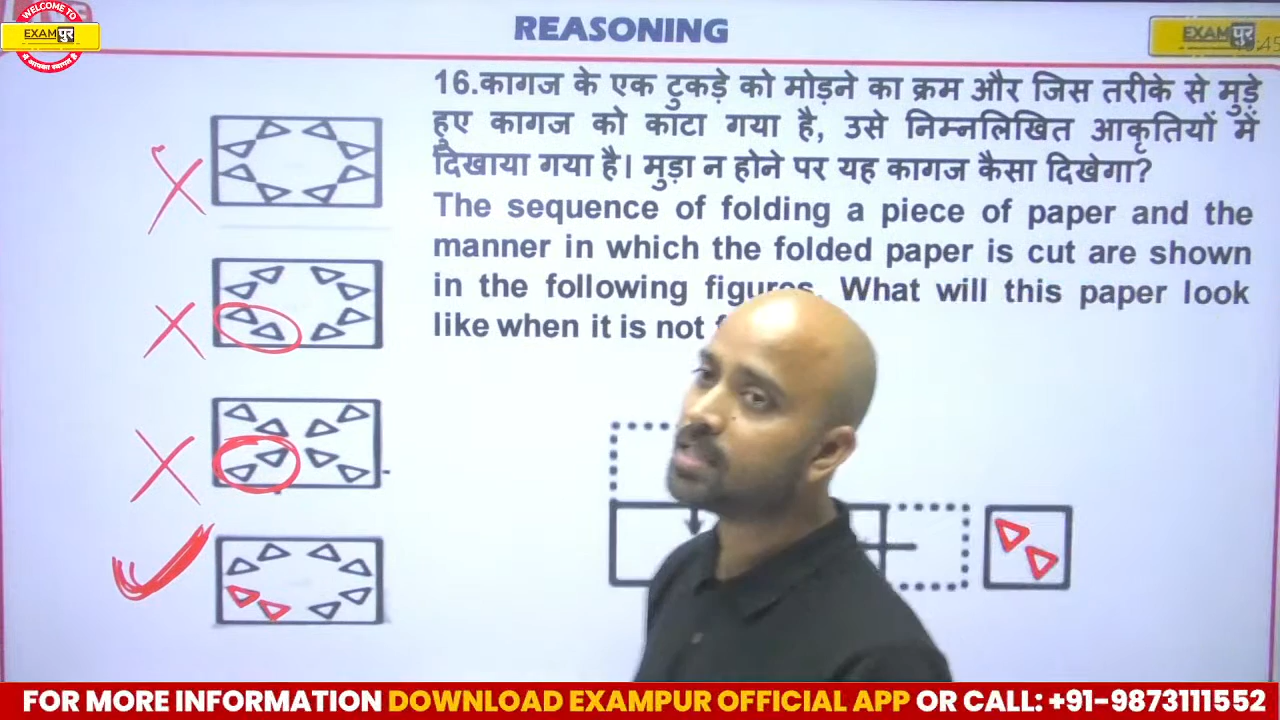 WELCOME TO
EXAMपुर
में आपका स्वागत है
REASONING
EXAMपुर
16.कागज के एक टुकड़े को मोड़ने का क्रम और जिस तरीके से मुड़े
हुए कागज को काटा गया है, उसे निम्नलिखित आकृतियों में
दिखाया गया है। मुड़ा न होने पर यह कागज कैसा दिखेगा?
The sequence of folding a piece of paper and the
manner in which the folded paper is cut are shown
in the following figures. What will this paper look
like when it is not
FOR MORE INFORMATION DOWNLOAD EXAMPUR OFFICIAL APP OR CALL: +91-9873111552